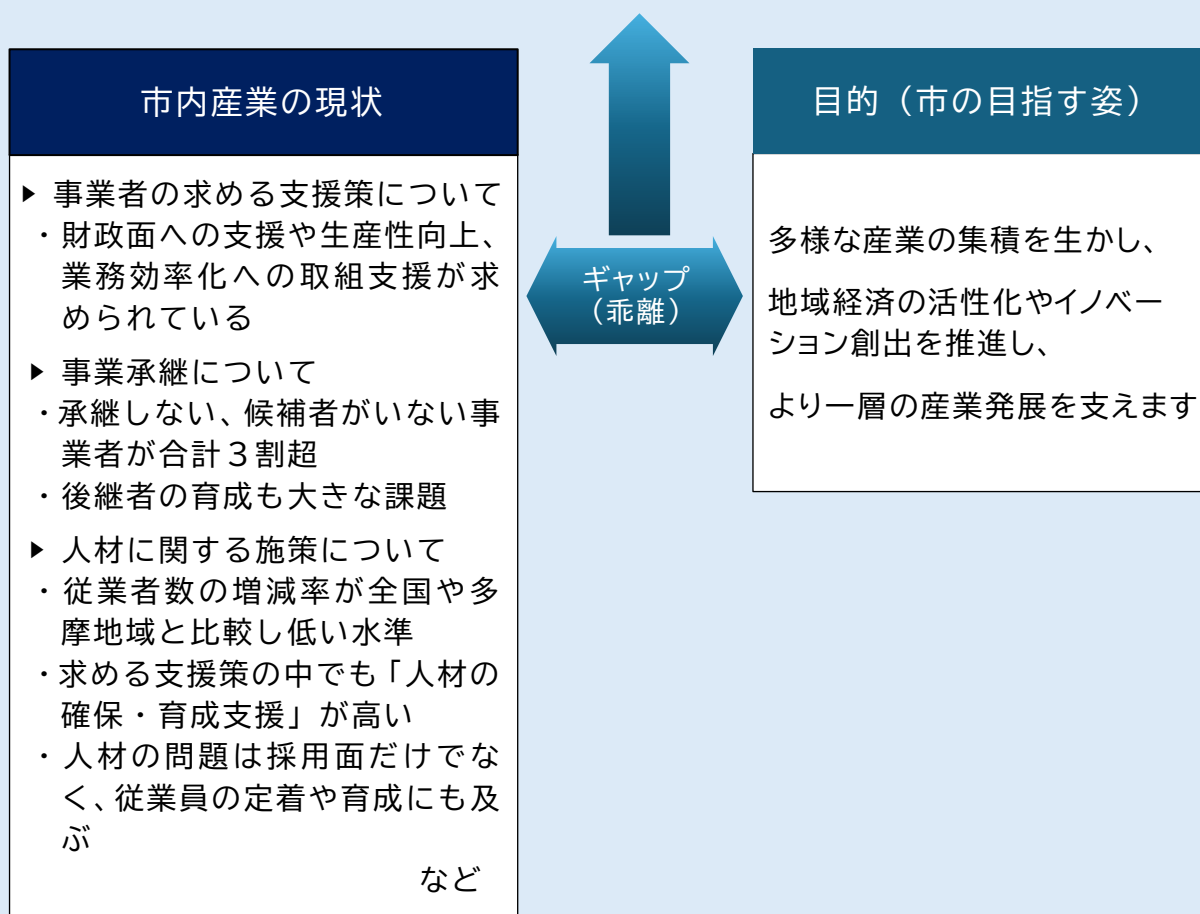 市内産業の現状
▶ 事業者の求める支援策について
・財政面への支援や生産性向上、
業務効率化への取組支援が求
められている
▶ 事業承継について
・承継しない、候補者がいない事
業者が合計３割超
・後継者の育成も大きな課題
▶ 人材に関する施策について
・従業者数の増減率が全国や多
摩地域と比較し低い水準
・求める支援策の中でも「人材の
確保・育成支援」が高い
・人材の問題は採用面だけでな
く、従業員の定着や育成にも及
ぶ
など
ギャップ
（乖離）
目的（市の目指す姿）
多様な産業の集積を生かし、
地域経済の活性化やイノベー
ション創出を推進し、
より一層の産業発展を支えます